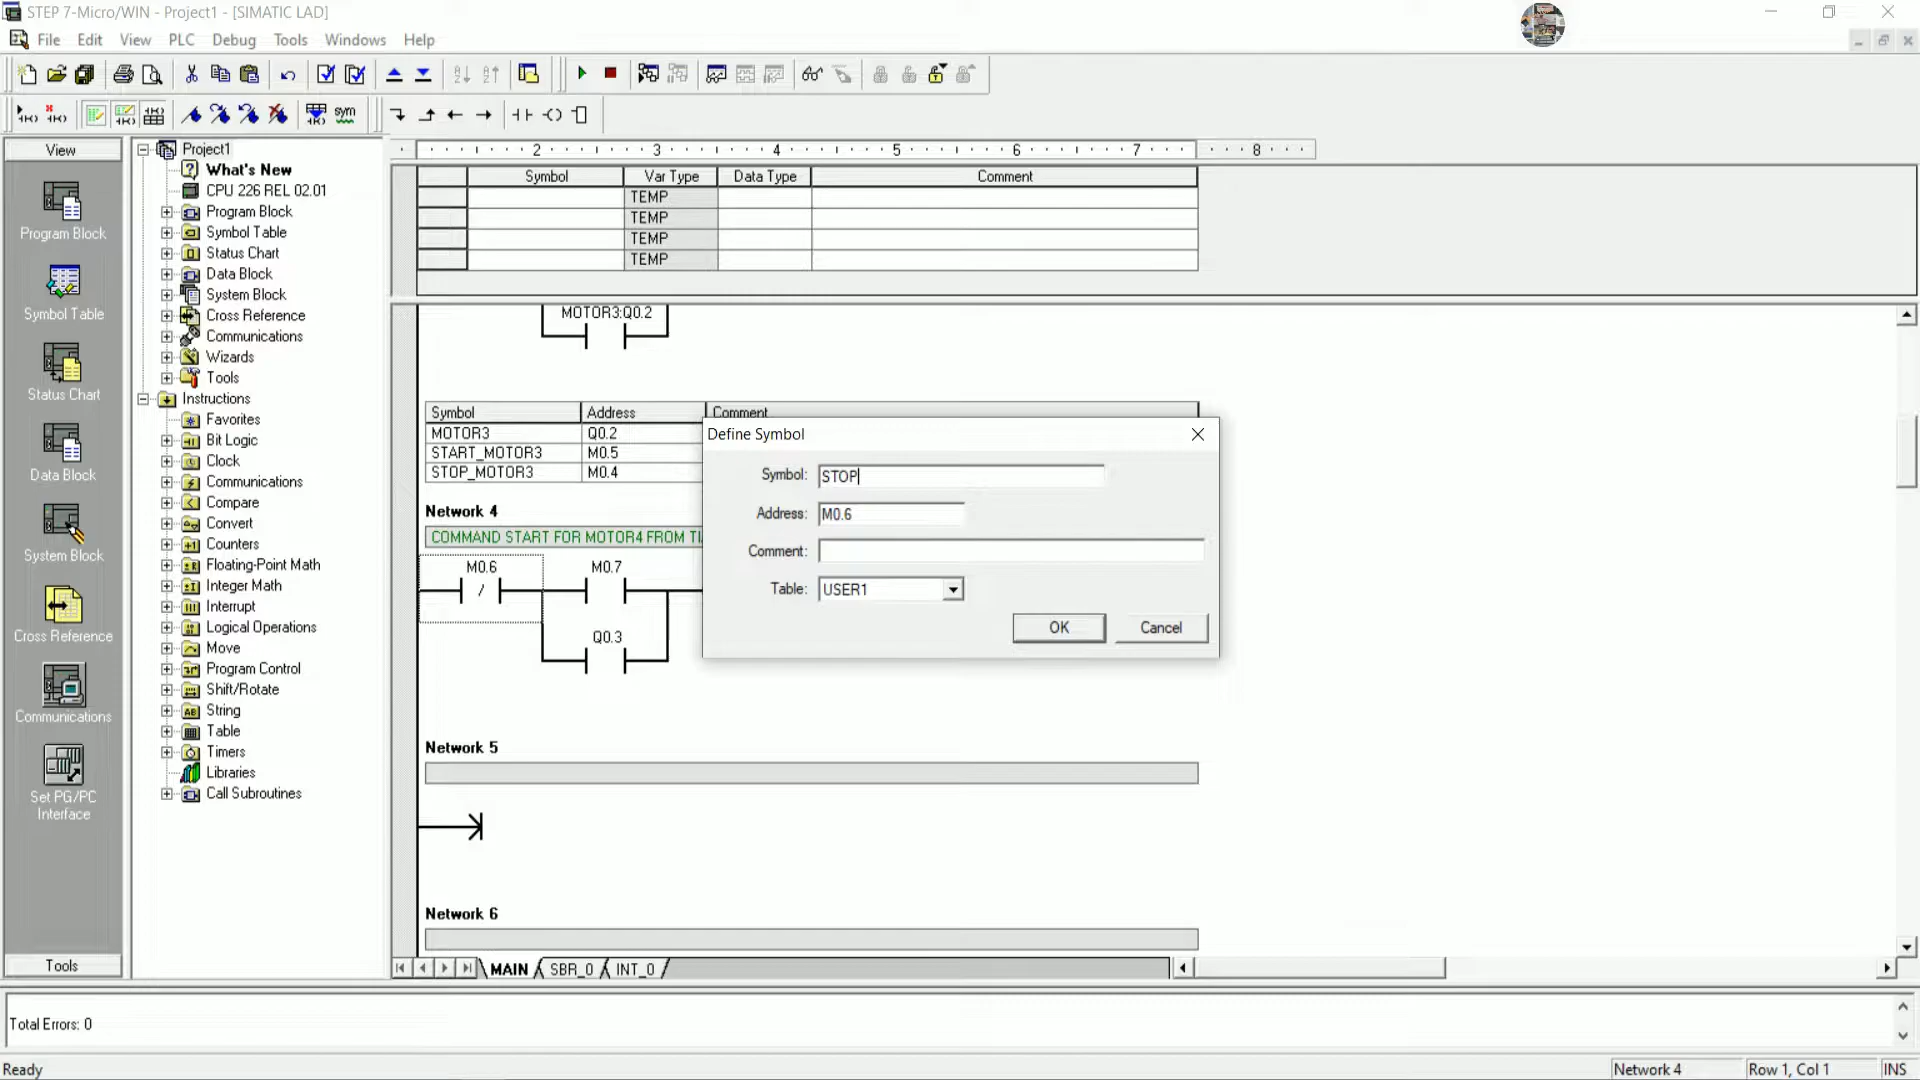 STEP 7-Micro/WIN - Project1 - [SIMATIC LAD]
File Edit View PLC Debug Tools Windows Help
sym
View
Program Block
Symbol Table
Status Chart
Data Block
System Block
Cross Reference
Communications
Set PG/PC
Interface
Tools
Project1
What's New
CPU 226 REL 02.01
Program Block
Symbol Table
Status Chart
Data Block
System Block
Cross Reference
Communications
Wizards
Tools
Instructions
Favorites
Bit Logic
Clock
Communications
Compare
Convert
Counters
Floating-Point Math
Integer Math
Interrupt
Logical Operations
Move
Program Control
Shift/Rotate
String
Table
Timers
Libraries
Call Subroutines
2 3 4 5 6 7 8
Symbol Var Type Data Type Comment
TEMP
TEMP
TEMP
TEMP
MOTOR3:Q0.2
Symbol Address Comment
MOTOR3 Q0.2
START_MOTOR3 M0.5
STOP_MOTOR3 M0.4
Network 4
COMMAND START FOR MOTOR4 FROM
M0.6 M0.7
/
Q0.3
Network 5
Network 6
Define Symbol
Symbol: STOP
Address: M0.6
Comment:
Table: USER1
OK Cancel
MAIN SBR_0 INT_0
Total Errors: 0
Ready Network 4 Row 1, Col 1 INS